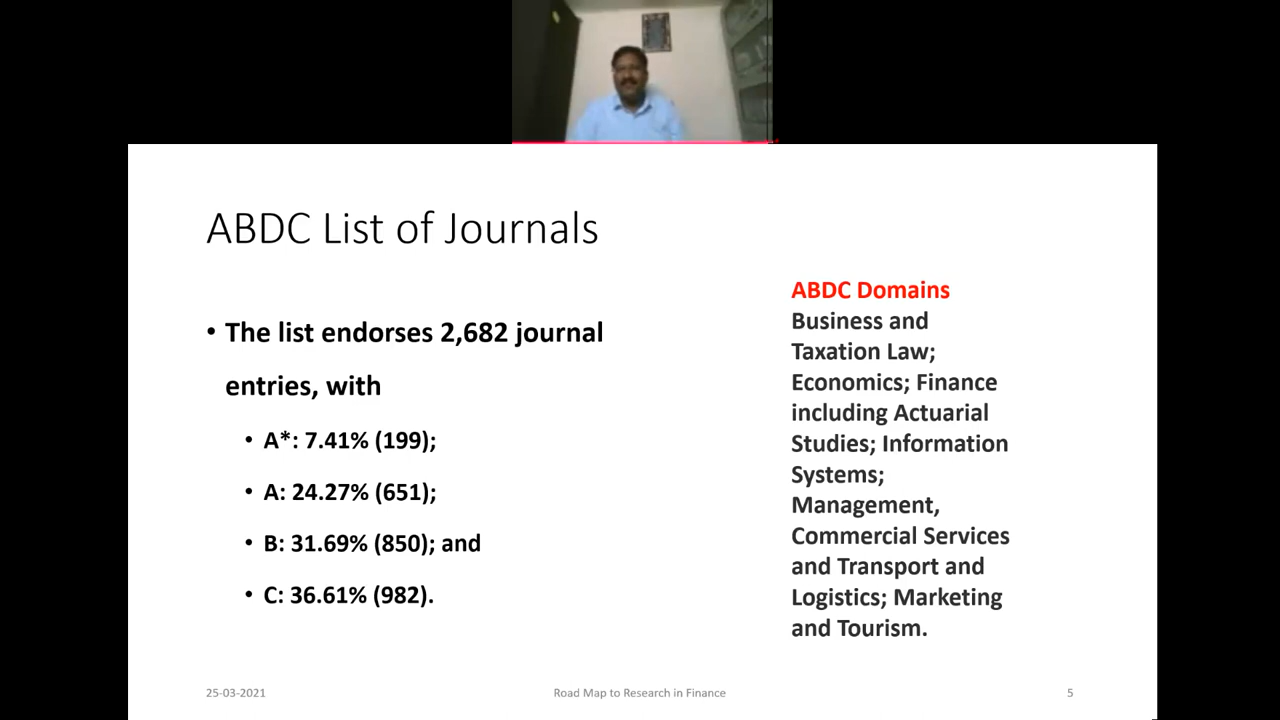 ABDC List of Journals
• The list endorses 2,682 journal
entries, with
• A*: 7.41% (199);
• A: 24.27% (651);
• B: 31.69% (850); and
• C: 36.61% (982).
ABDC Domains
Business and
Taxation Law;
Economics; Finance
including Actuarial
Studies; Information
Systems;
Management,
Commercial Services
and Transport and
Logistics; Marketing
and Tourism.
25-03-2021
Road Map to Research in Finance
5